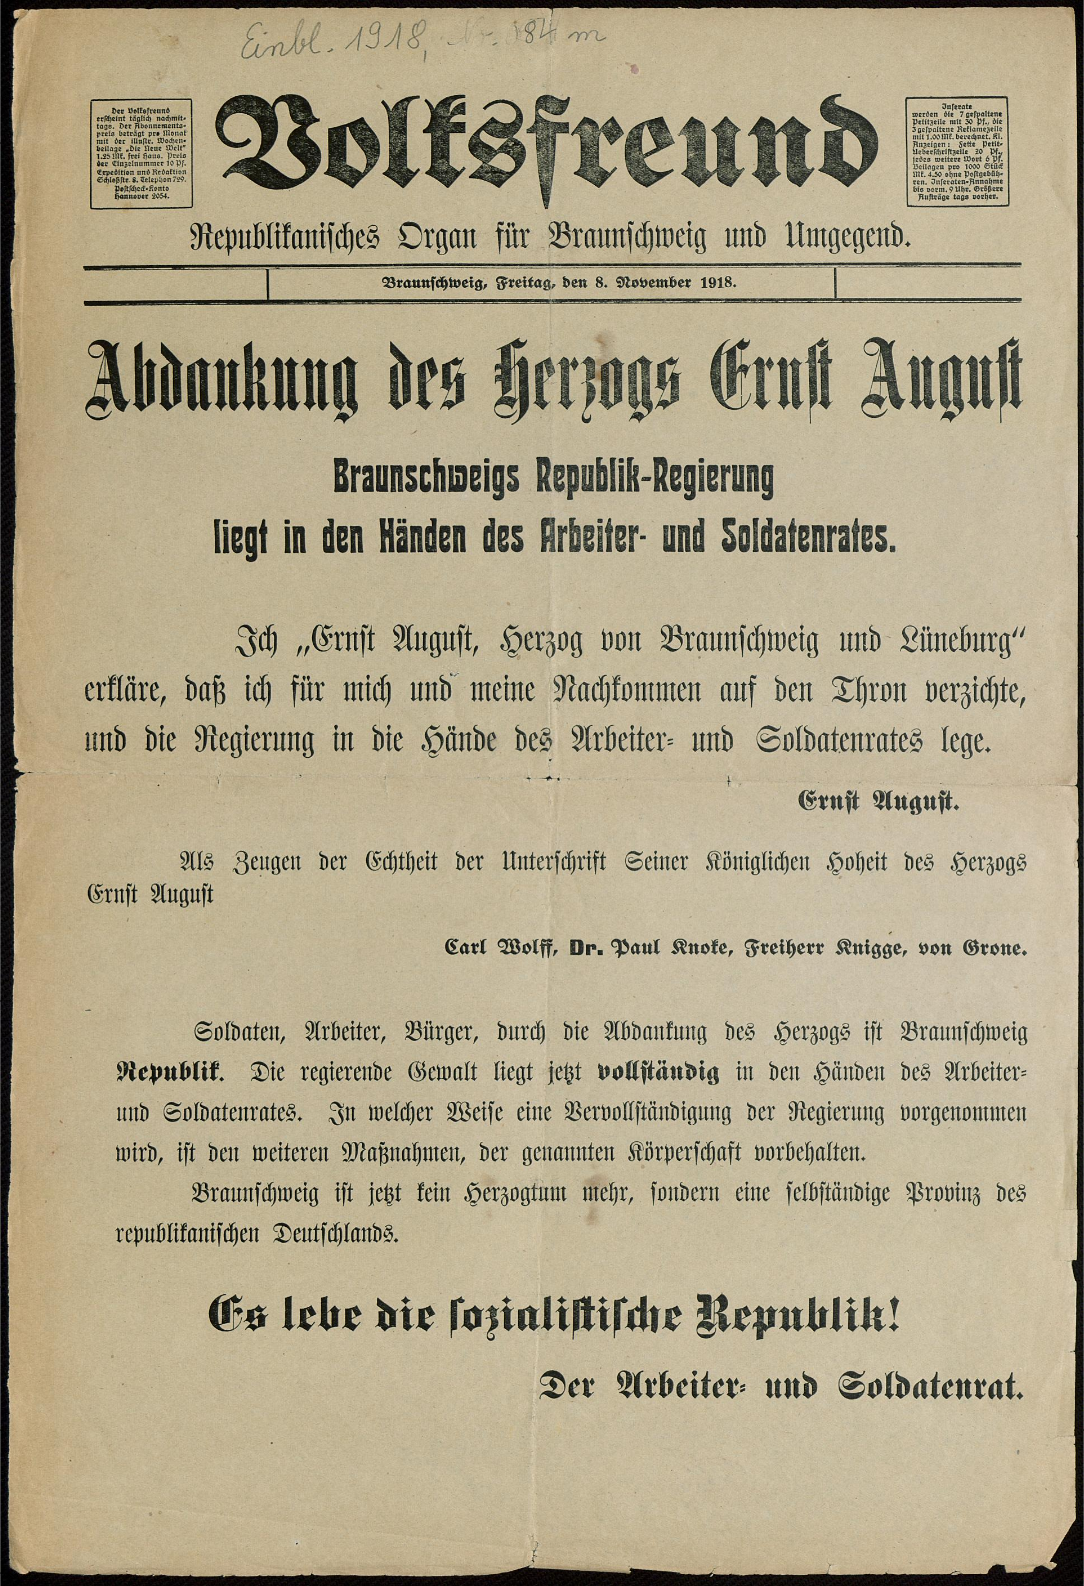 Einbl. 1918, Nr. 84 m
Volksfreund
Der Volksfreund
erscheint täglich nachmit-
tags. Der Abonnements-
preis beträgt pro Monat
mit der illustr. Wochen-
beilage „Die Neue Welt“
1.25 Mk. frei Haus. Preis
der Einzelnummer 10 Pf.
Expedition und Redaktion
Schloßstr. 8. Telephon 729.
Postscheck-Konto
Hannover 2054.
Inserate
werden die 7 gespaltene
Petitzeile mit 30 Pf., die
3 gespaltene Reklamezeile
mit 1.00 Mk. berechnet. Kl.
Anzeigen: Fette Petit-
Ueberschriftzeile 20 Pf.,
jedes weitere Wort 6 Pf.
Beilagen pro 1000 Stück
Mk. 4.50 ohne Postgebüh-
ren. Inseraten-Annahme
bis vorm. 9 Uhr. Größere
Aufträge tags vorher.
Republikanisches Organ für Braunschweig und Umgegend.
Braunschweig, Freitag, den 8. November 1918.
Abdankung des Herzogs Ernst August
Braunschweigs Republik-Regierung
liegt in den Händen des Arbeiter- und Soldatenrates.
Ich „Ernst August, Herzog von Braunschweig und Lüneburg“
erkläre, daß ich für mich und meine Nachkommen auf den Thron verzichte,
und die Regierung in die Hände des Arbeiter- und Soldatenrates lege.
Ernst August.
Als Zeugen der Echtheit der Unterschrift Seiner Königlichen Hoheit des Herzogs
Ernst August
Carl Wolff, Dr. Paul Knoke, Freiherr Knigge, von Grone.
Soldaten, Arbeiter, Bürger, durch die Abdankung des Herzogs ist Braunschweig
Republik. Die regierende Gewalt liegt jetzt vollständig in den Händen des Arbeiter-
und Soldatenrates. In welcher Weise eine Vervollständigung der Regierung vorgenommen
wird, ist den weiteren Maßnahmen, der genannten Körperschaft vorbehalten.
Braunschweig ist jetzt kein Herzogtum mehr, sondern eine selbständige Provinz des
republikanischen Deutschlands.
Es lebe die sozialistische Republik!
Der Arbeiter- und Soldatenrat.